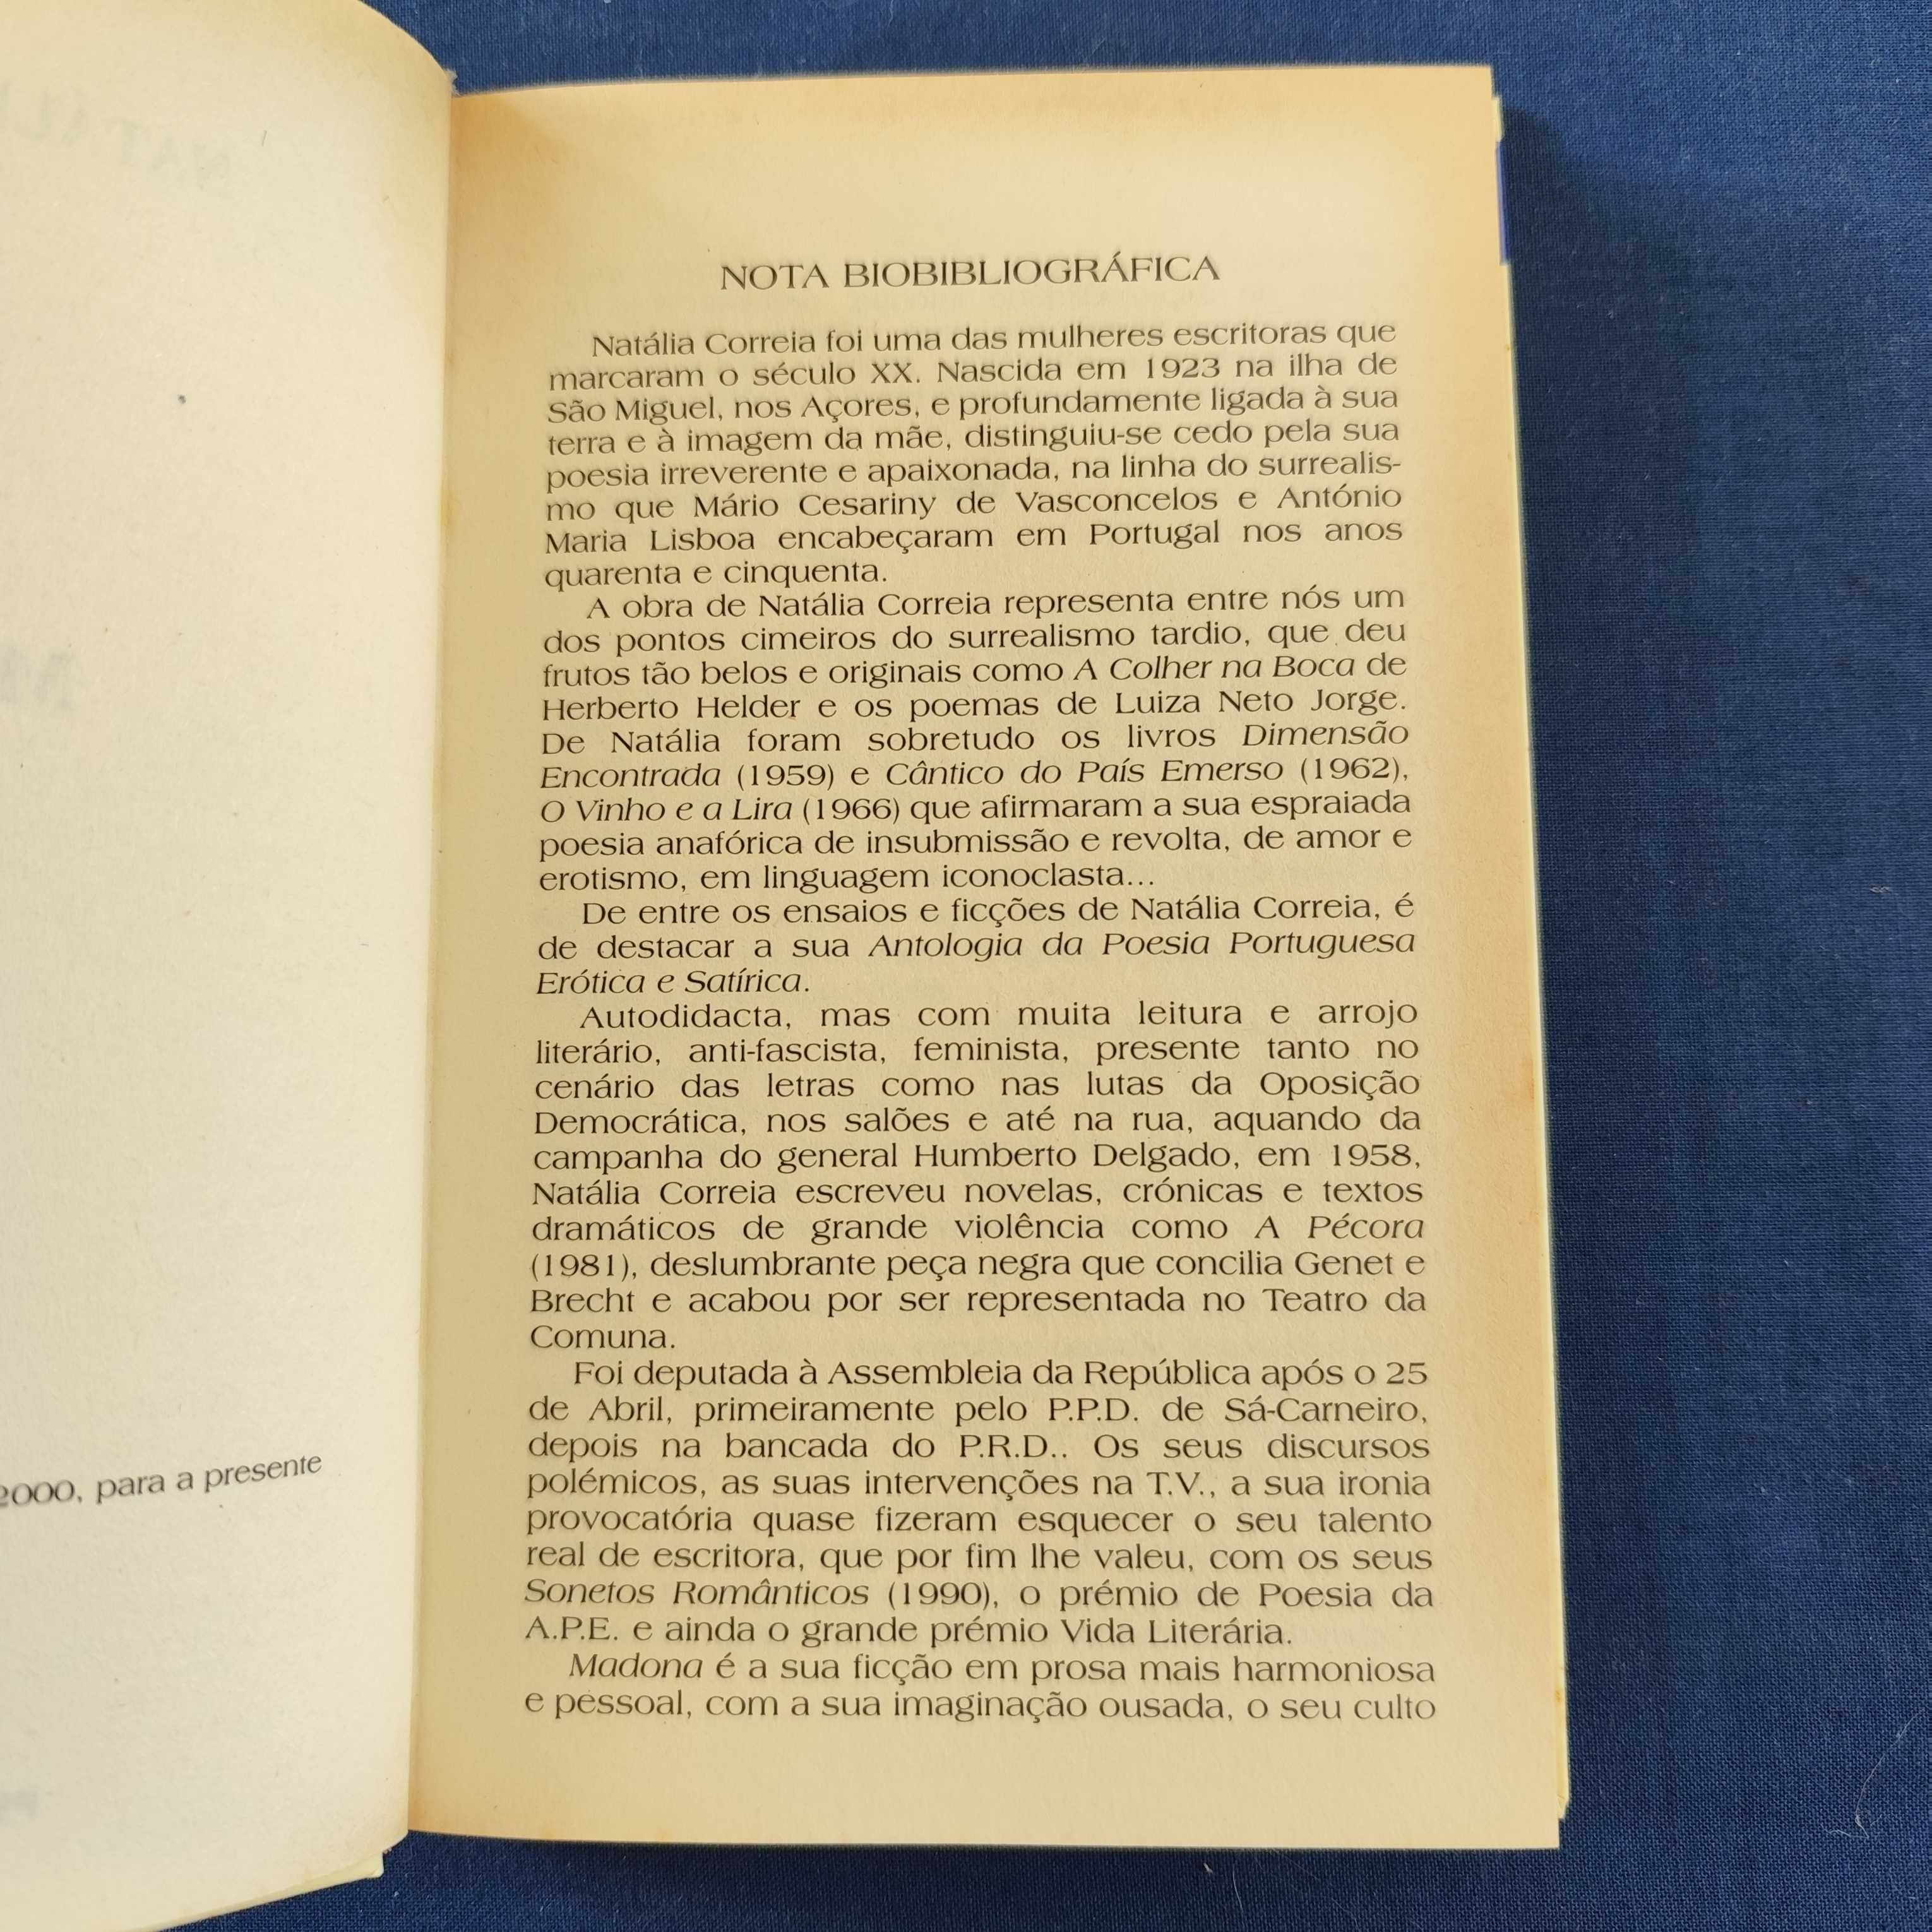 2000, para a presente
NOTA BIOBIBLIOGRÁFICA
Natália Correia foi uma das mulheres escritoras que
marcaram o século XX. Nascida em 1923 na ilha de
São Miguel, nos Açores, e profundamente ligada à sua
terra e à imagem da mãe, distinguiu-se cedo pela sua
poesia irreverente e apaixonada, na linha do surrealis-
mo que Mário Cesariny de Vasconcelos e António
Maria Lisboa encabeçaram em Portugal nos anos
quarenta e cinquenta.
A obra de Natália Correia representa entre nós um
dos pontos cimeiros do surrealismo tardio, que deu
frutos tão belos e originais como A Colher na Boca de
Herberto Helder e os poemas de Luiza Neto Jorge.
De Natália foram sobretudo os livros Dimensão
Encontrada (1959) e Cântico do País Emerso (1962),
O Vinho e a Lira (1966) que afirmaram a sua espraiada
poesia anafórica de insubmissão e revolta, de amor e
erotismo, em linguagem iconoclasta...
De entre os ensaios e ficções de Natália Correia, é
de destacar a sua Antologia da Poesia Portuguesa
Erótica e Satírica.
Autodidacta, mas com muita leitura e arrojo
literário, anti-fascista, feminista, presente tanto no
cenário das letras como nas lutas da Oposição
Democrática, nos salões e até na rua, aquando da
campanha do general Humberto Delgado, em 1958,
Natália Correia escreveu novelas, crónicas e textos
dramáticos de grande violência como A Pécora
(1981), deslumbrante peça negra que concilia Genet e
Brecht e acabou por ser representada no Teatro da
Comuna.
Foi deputada à Assembleia da República após o 25
de Abril, primeiramente pelo P.P.D. de Sá-Carneiro,
depois na bancada do P.R.D.. Os seus discursos
polémicos, as suas intervenções na T.V., a sua ironia
provocatória quase fizeram esquecer o seu talento
real de escritora, que por fim lhe valeu, com os seus
Sonetos Românticos (1990), o prémio de Poesia da
A.P.E. e ainda o grande prémio Vida Literária.
Madona é a sua ficção em prosa mais harmoniosa
e pessoal, com a sua imaginação ousada, o seu culto